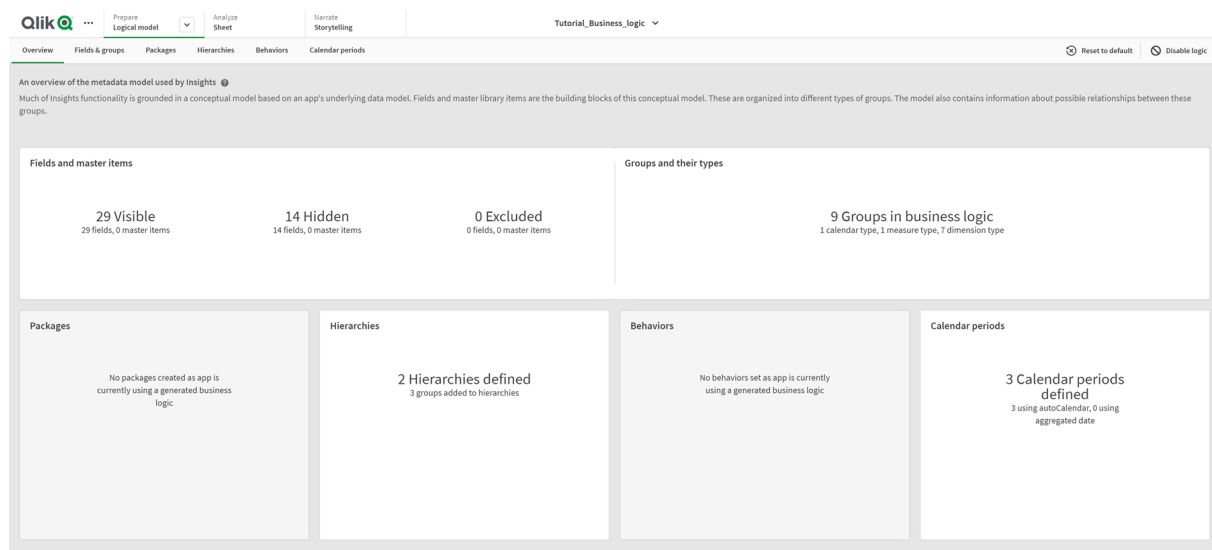 Qlik
Prepare
Logical model
Analyze
Sheet
Narrate
Storytelling
Tutorial_Business_logic
Overview
Fields & groups
Packages
Hierarchies
Behaviors
Calendar periods
Reset to default
Disable logic
An overview of the metadata model used by Insights
Much of Insights functionality is grounded in a conceptual model based on an app's underlying data model. Fields and master library items are the building blocks of this conceptual model. These are organized into different types of groups. The model also contains information about possible relationships between these
groups.
Fields and master items
29 Visible
29 fields, 0 master items
14 Hidden
14 fields, 0 master items
0 Excluded
0 fields, 0 master items
Groups and their types
9 Groups in business logic
1 calendar type, 1 measure type, 7 dimension type
Packages
No packages created as app is
currently using a generated business
logic
Hierarchies
2 Hierarchies defined
3 groups added to hierarchies
Behaviors
No behaviors set as app is currently
using a generated business logic
Calendar periods
3 Calendar periods
defined
3 using autoCalendar, 0 using
aggregated date